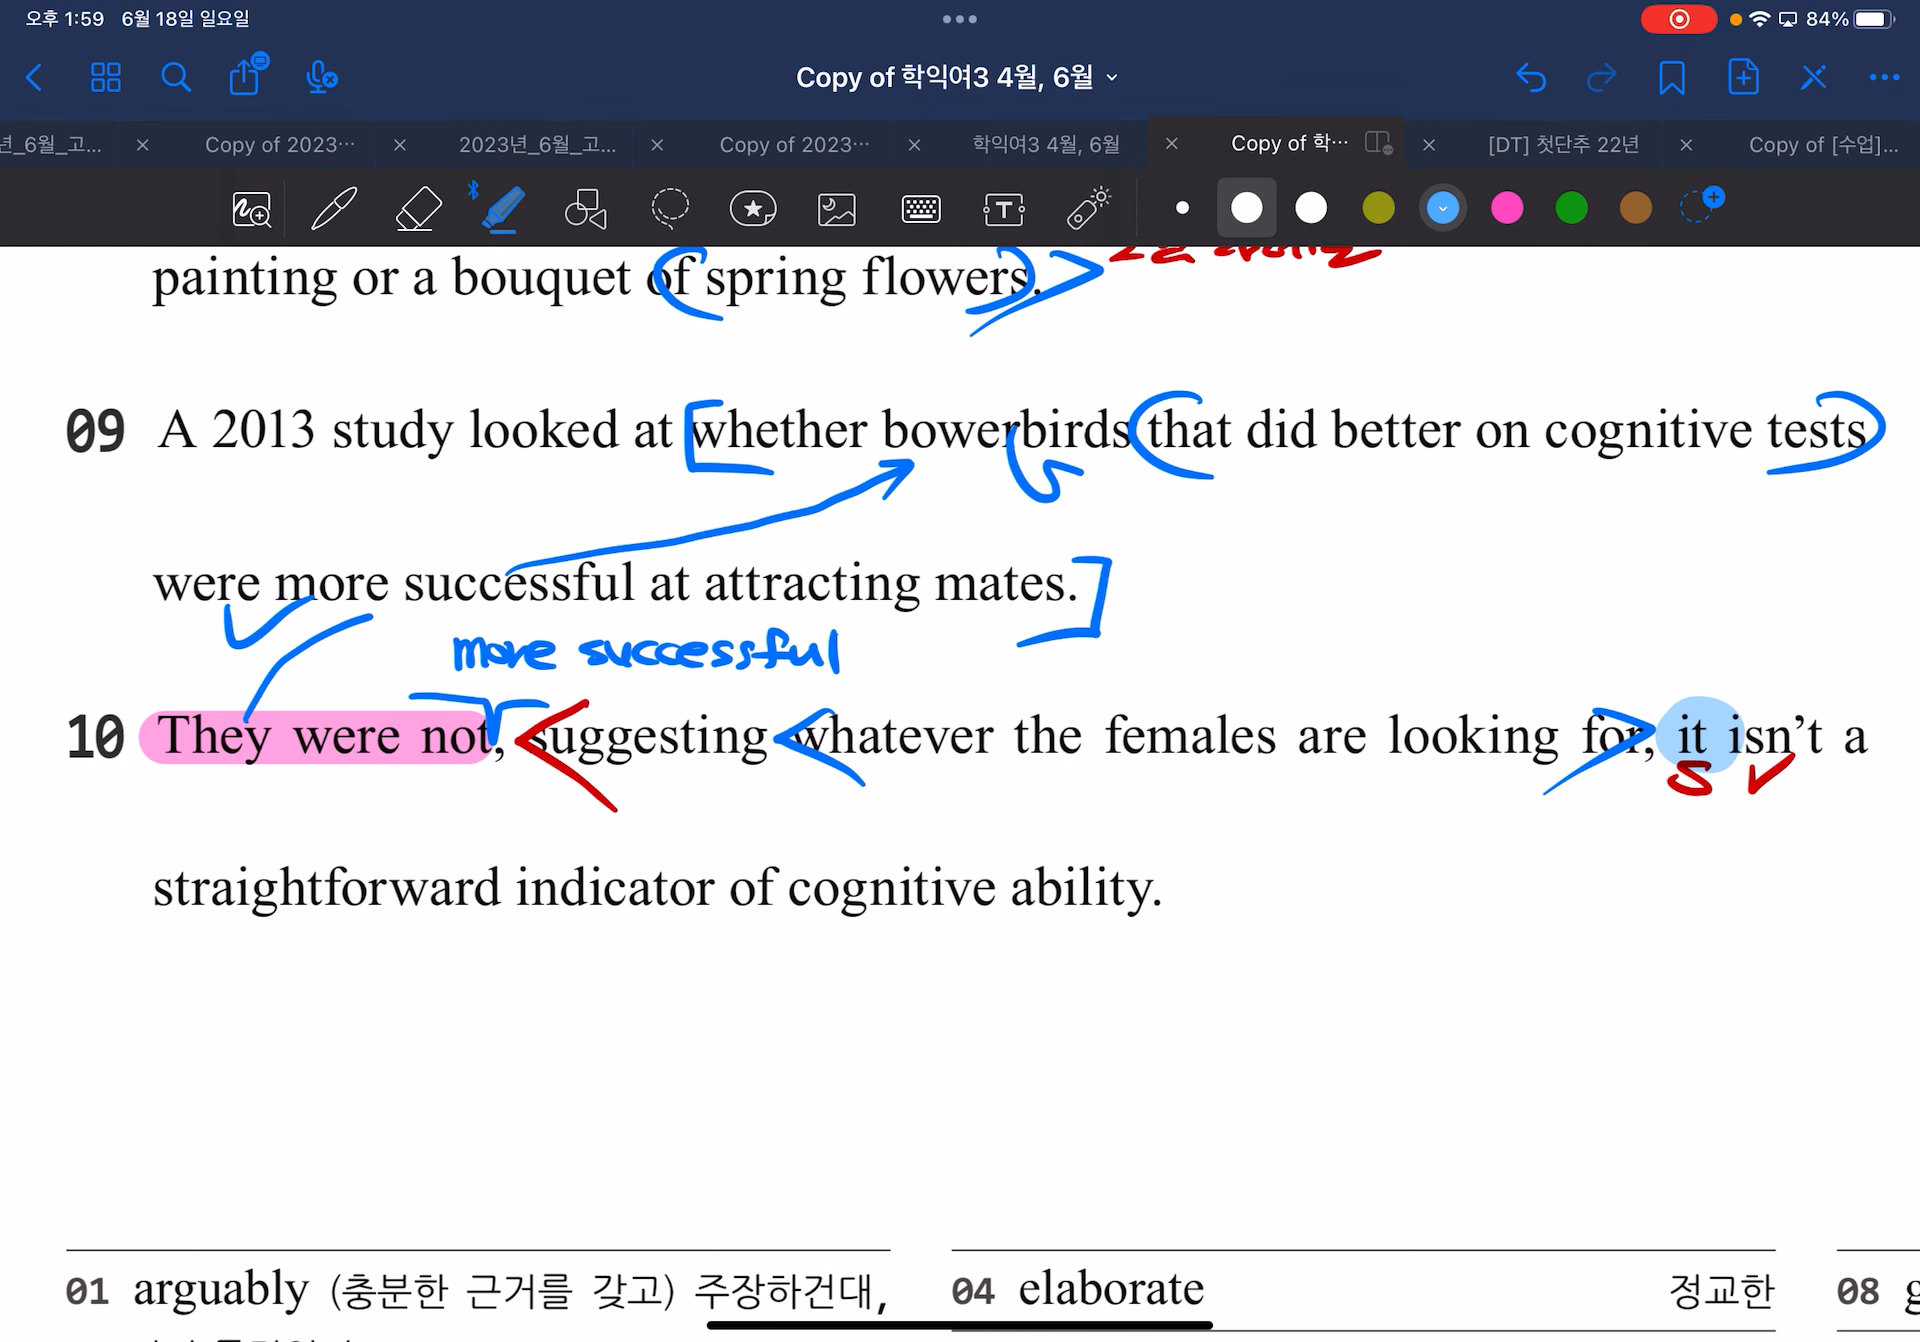 오후 1:59 6월 18일 일요일
84%
Copy of 학익여3 4월, 6월
년_6월_고...
Copy of 2023...
2023년_6월_고...
Copy of 2023...
학익여3 4월, 6월
Copy of 학...
[DT] 첫단추 22년
Copy of [수업]...
painting or a bouquet of spring flowers.
09 A 2013 study looked at whether bowerbirds that did better on cognitive tests
were more successful at attracting mates.
more successful
10 They were not, suggesting whatever the females are looking for, it isn't a
S V
straightforward indicator of cognitive ability.
01 arguably (충분한 근거를 갖고) 주장하건대,
04 elaborate 정교한
08 g